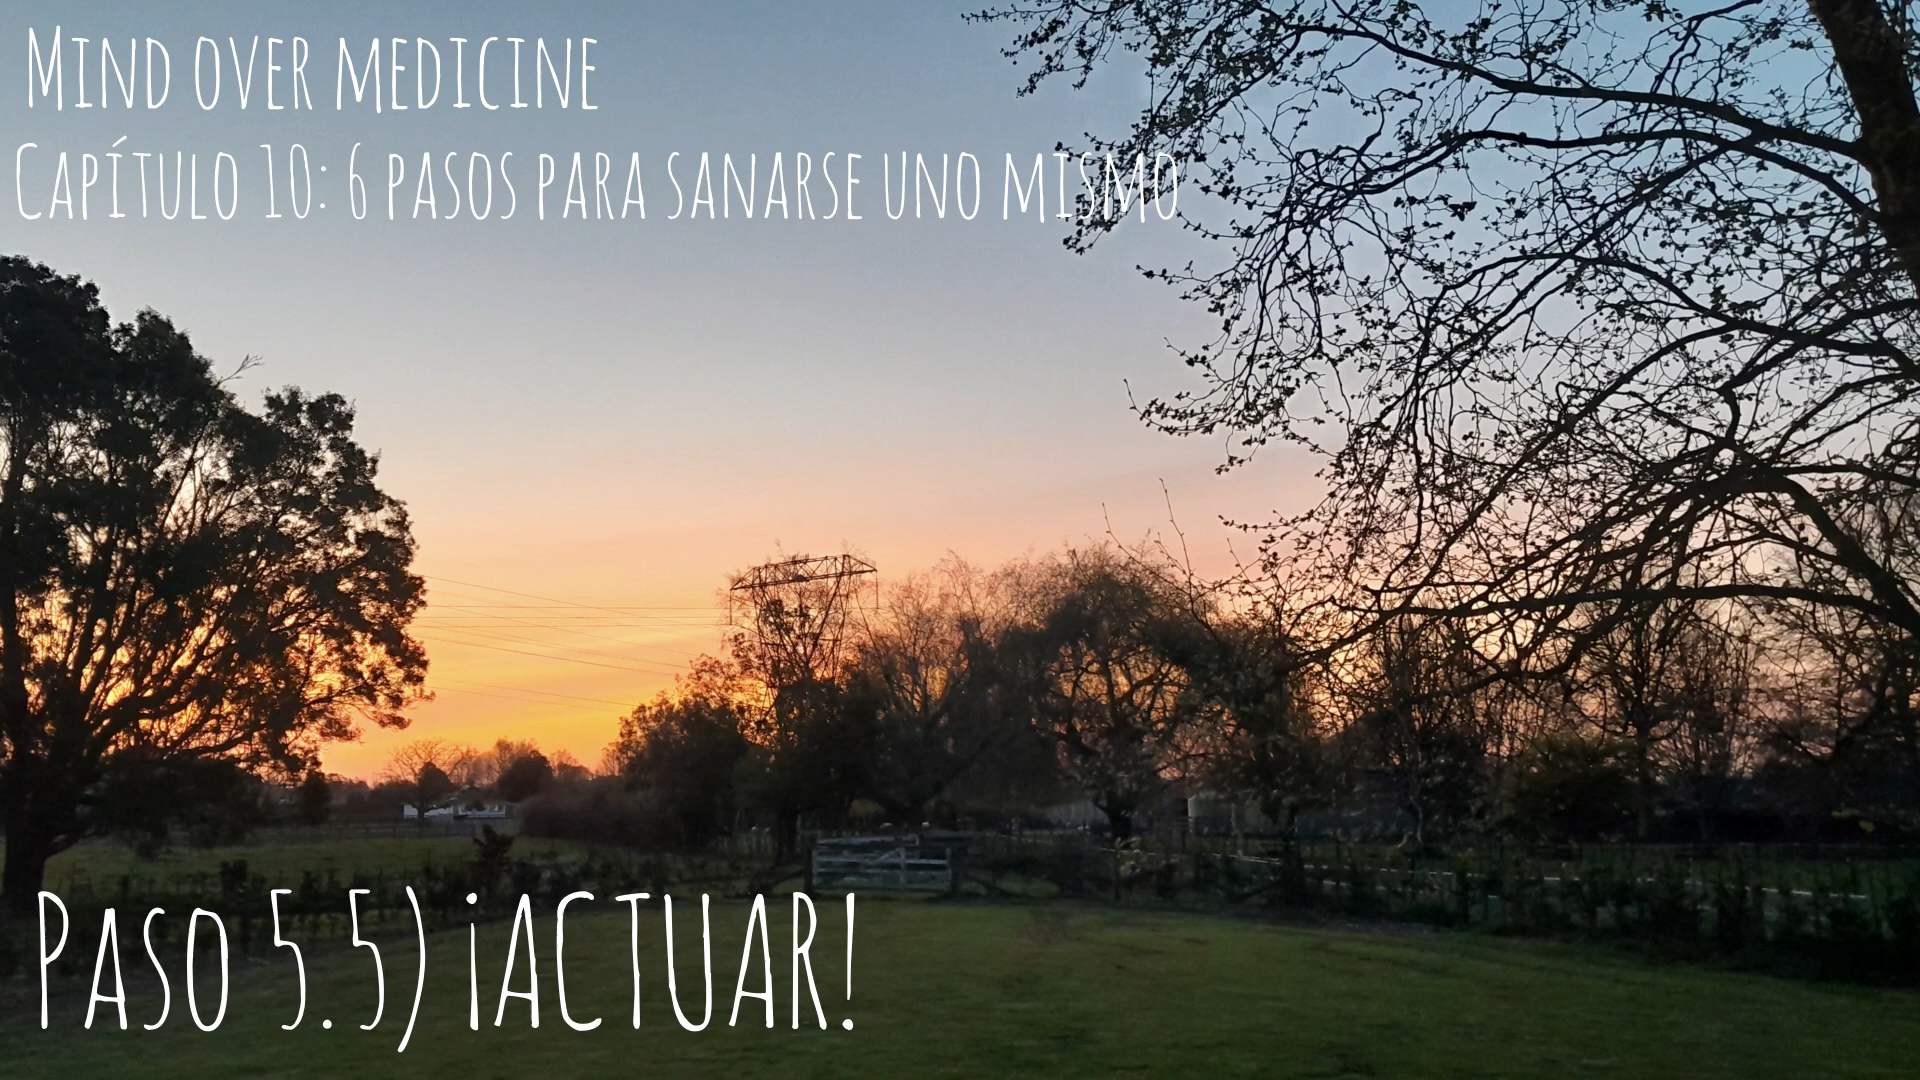 Mind over medicine
Capítulo 10: 6 pasos para sanarse uno mismo
Paso 5.5) ¡ACTUAR!